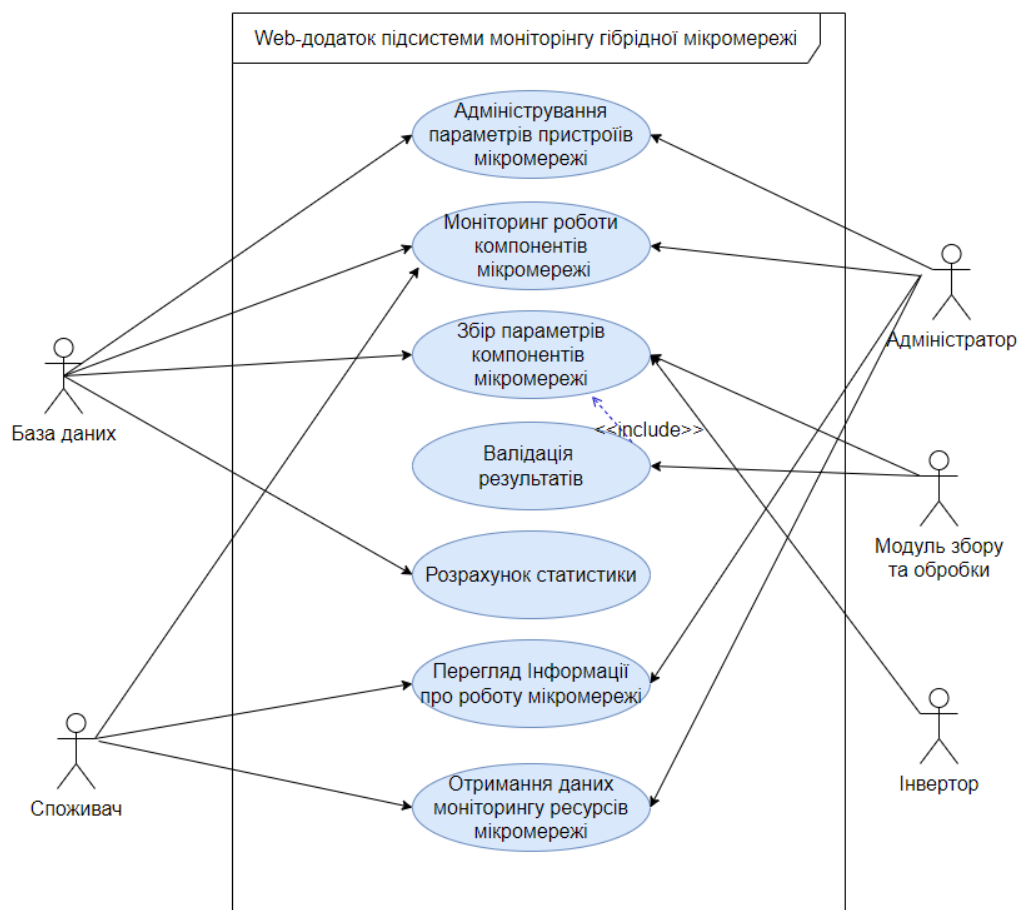 Web-додаток підсистеми моніторінгу гібрідної мікромережі
Адміністрування
параметрів пристроїїв
мікромережі
Моніторинг роботи
компонентів
мікромережі
Збір параметрів
компонентів
мікромережі
<<include>>
Валідація
результатів
Розрахунок статистики
Перегляд Інформації
про роботу мікромережі
Отримання даних
моніторингу ресурсів
мікромережі
База даних
Споживач
Адміністратор
Модуль збору
та обробки
Інвертор